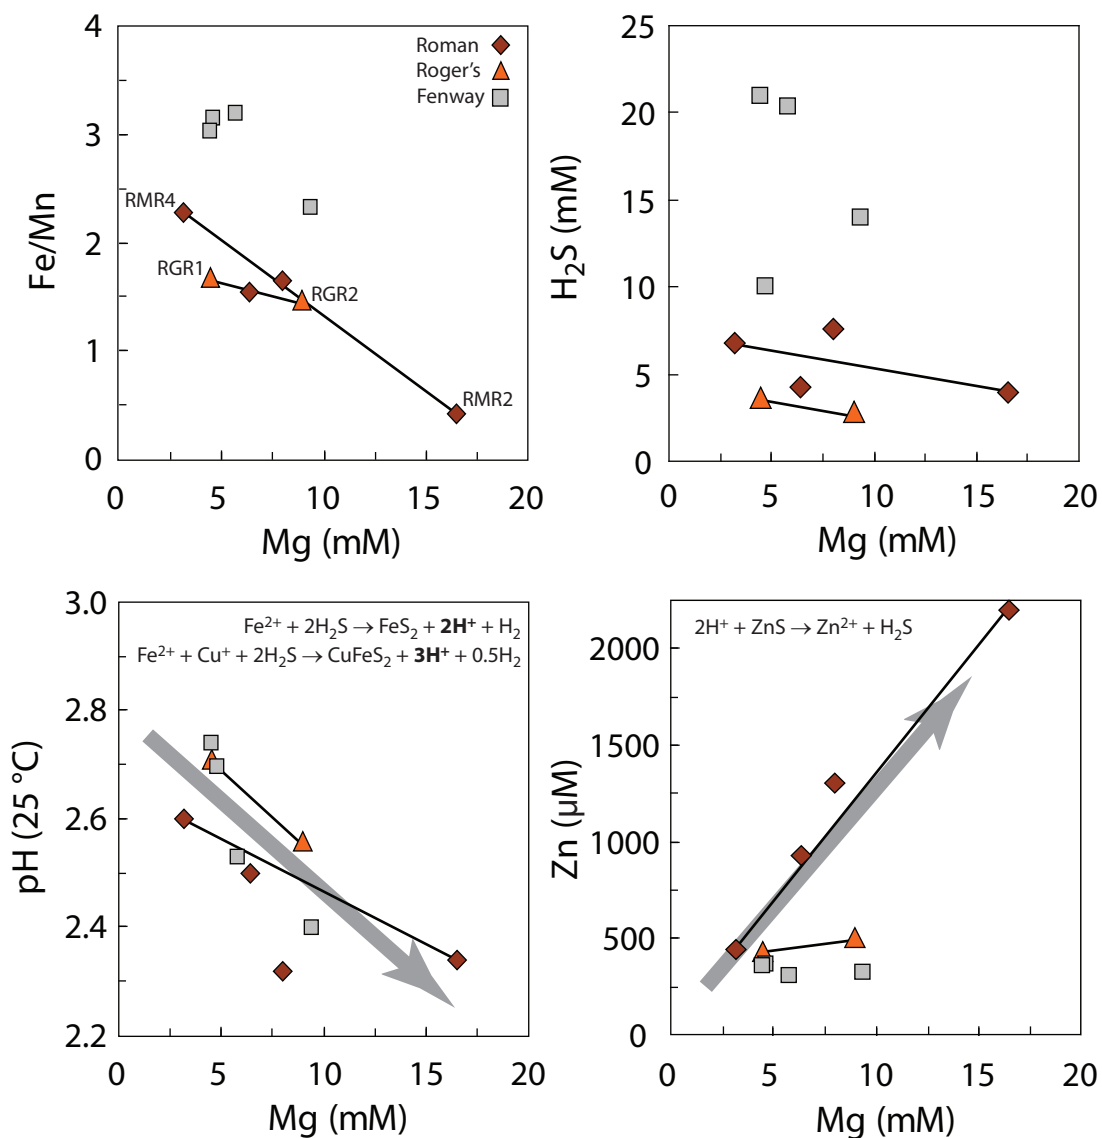 4
3
2
1
0
Fe/Mn
Roman
Roger's
Fenway
RMR4
RGR1
RGR2
RMR2
0 5 10 15 20
Mg (mM)
25
20
15
10
5
0
H₂S (mM)
0 5 10 15 20
Mg (mM)
3.0
2.8
2.6
2.4
2.2
pH (25 °C)
Fe²⁺ + 2H₂S → FeS₂ + 2H⁺ + H₂
Fe²⁺ + Cu⁺ + 2H₂S → CuFeS₂ + 3H⁺ + 0.5H₂
0 5 10 15 20
Mg (mM)
2000
1500
1000
500
0
Zn (µM)
2H⁺ + ZnS → Zn²⁺ + H₂S
0 5 10 15 20
Mg (mM)